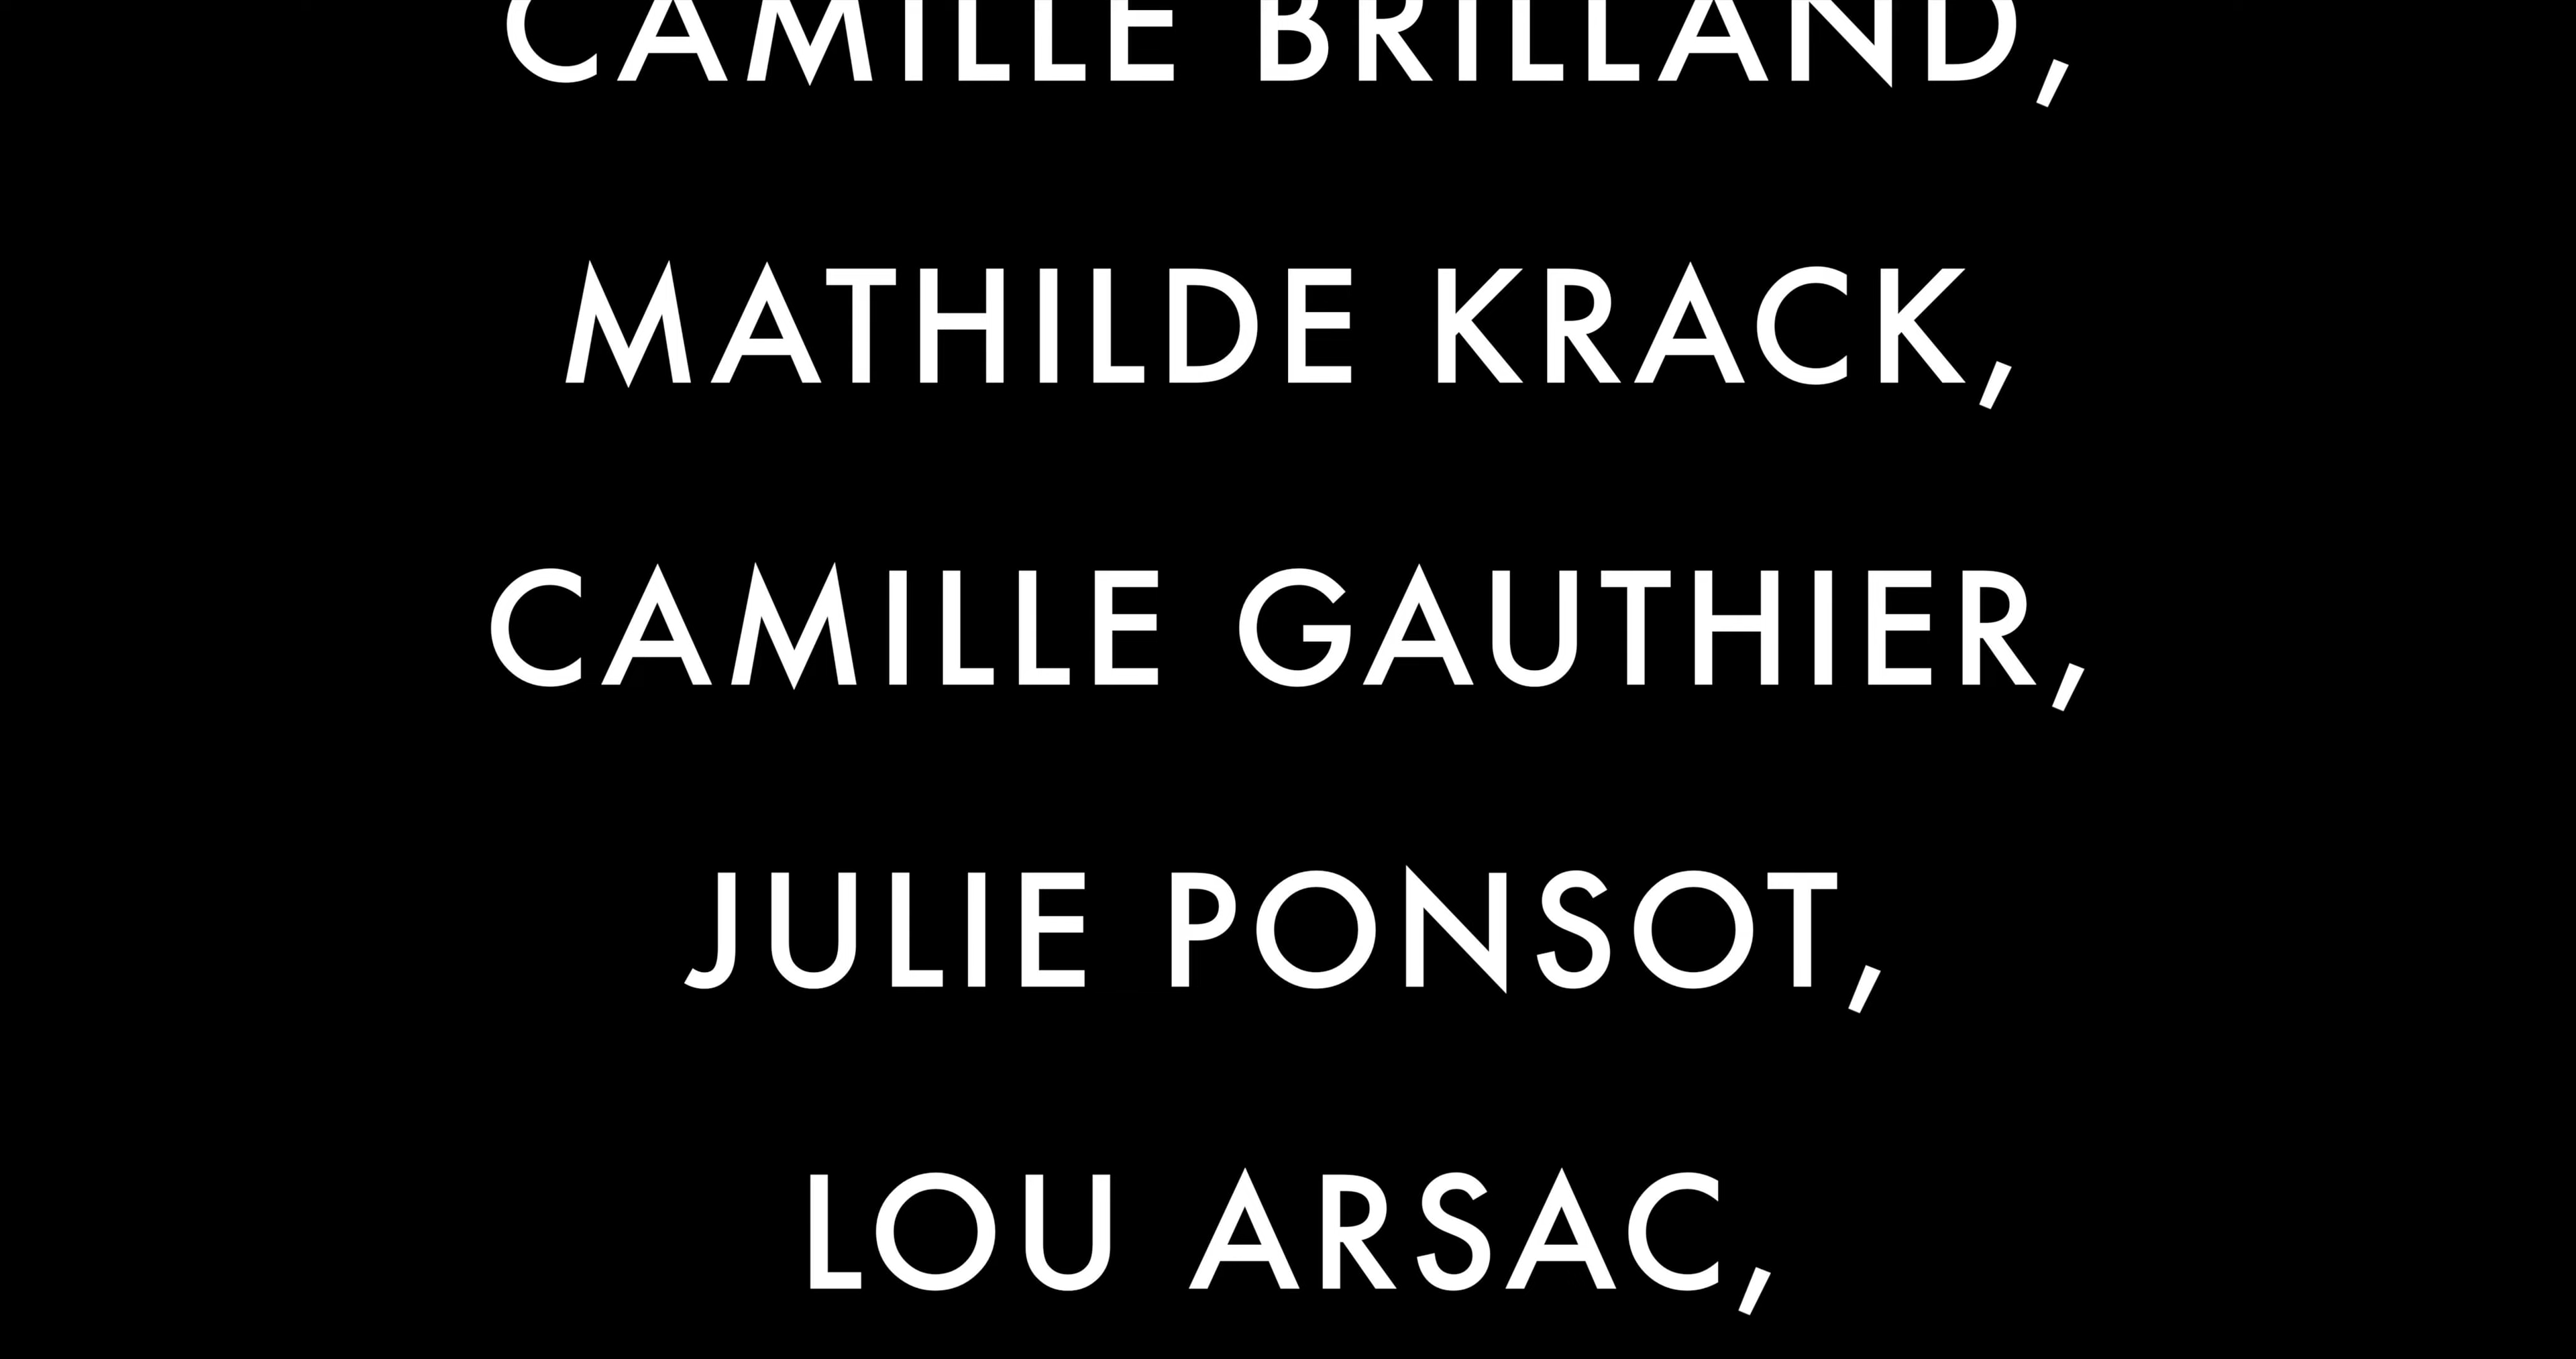 CAMILLE BRILLAND,
MATHILDE KRACK,
CAMILLE GAUTHIER,
JULIE PONSOT,
LOU ARSAC,